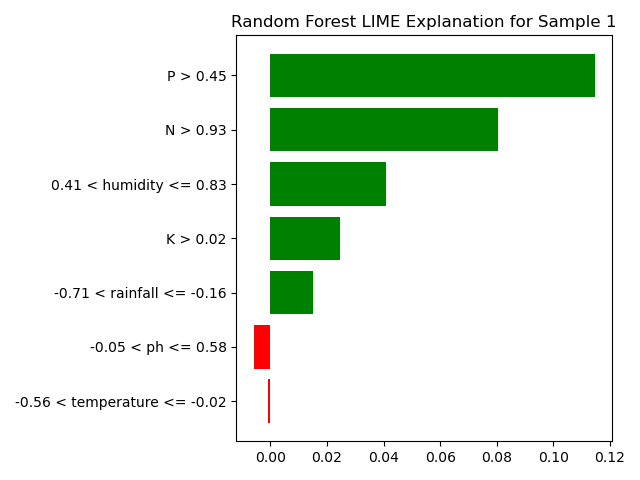 Random Forest LIME Explanation for Sample 1
P > 0.45
N > 0.93
0.41 < humidity <= 0.83
K > 0.02
-0.71 < rainfall <= -0.16
-0.05 < ph <= 0.58
-0.56 < temperature <= -0.02
0.00 0.02 0.04 0.06 0.08 0.10 0.12